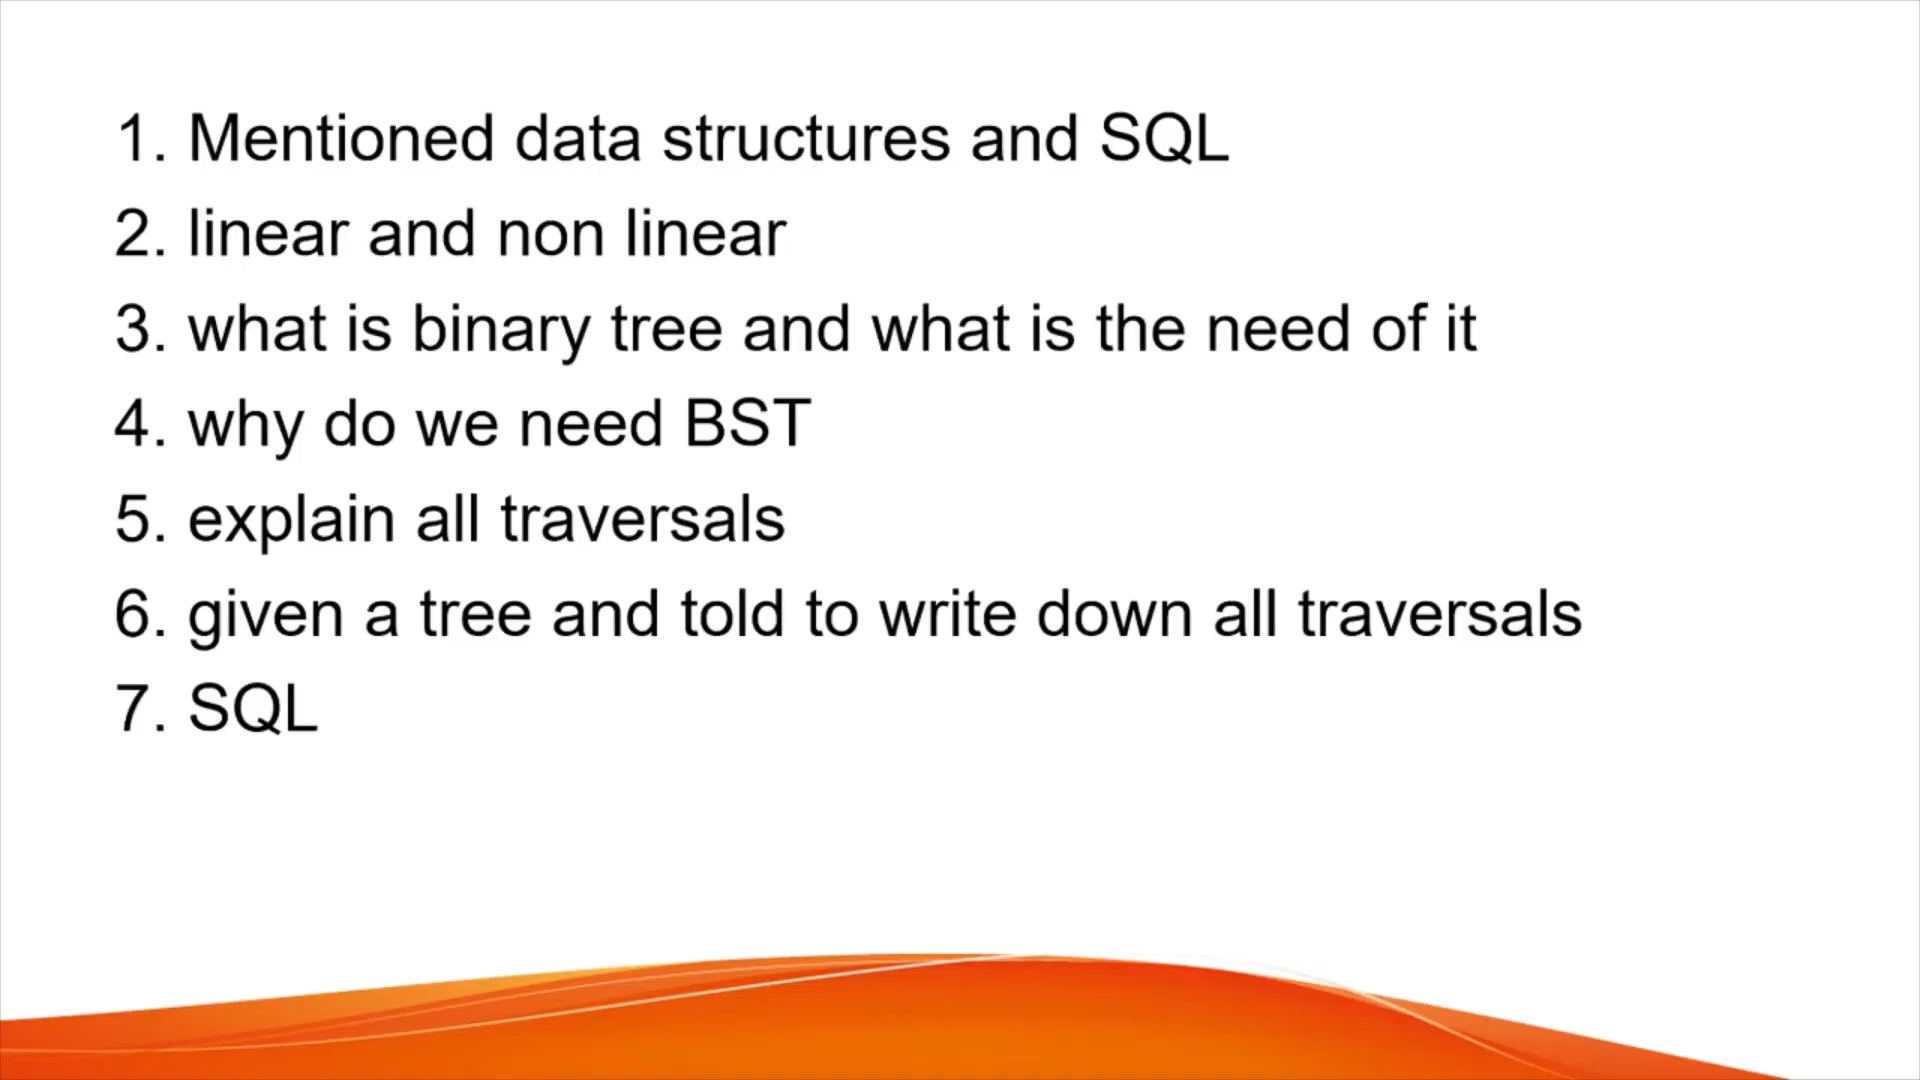 1. Mentioned data structures and SQL
2. linear and non linear
3. what is binary tree and what is the need of it
4. why do we need BST
5. explain all traversals
6. given a tree and told to write down all traversals
7. SQL